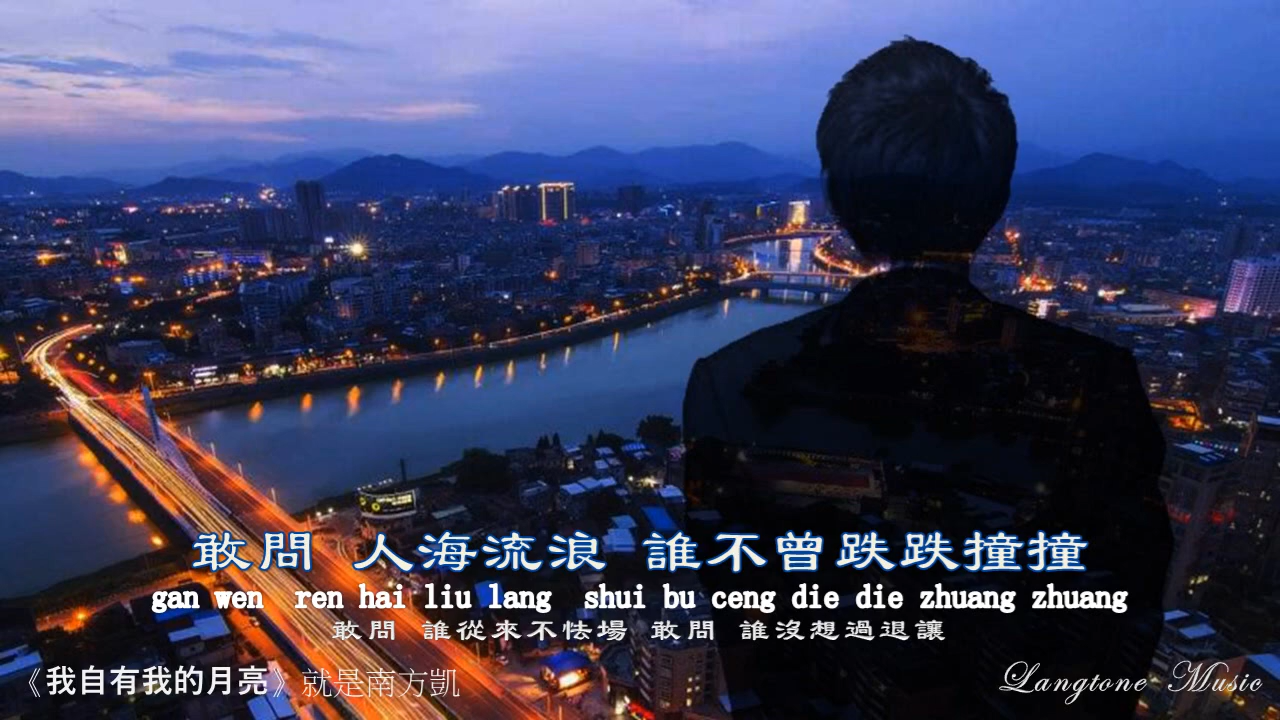 敢問 人海流浪 誰不曾跌跌撞撞
gan wen ren hai liu lang shui bu ceng die die zhuang zhuang
敢問 誰從來不怯場 敢問 誰沒想過退讓
《我自有我的月亮》就是南方凱
Langtone Music